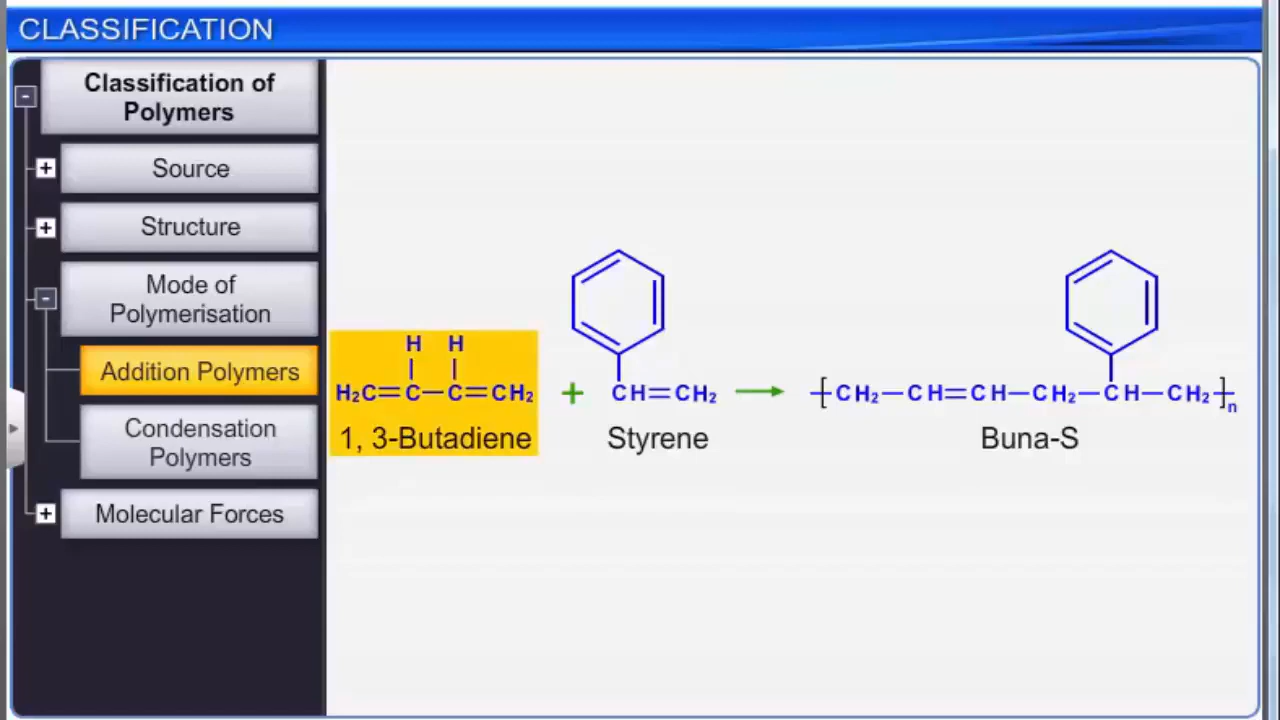 CLASSIFICATION
Classification of
Polymers
Source
Structure
Mode of
Polymerisation
Addition Polymers
Condensation
Polymers
Molecular Forces
H H
H₂C=C—C=CH₂
1, 3-Butadiene
+
CH=CH₂
Styrene
[CH₂—CH=CH—CH₂—CH—CH₂]n
Buna-S